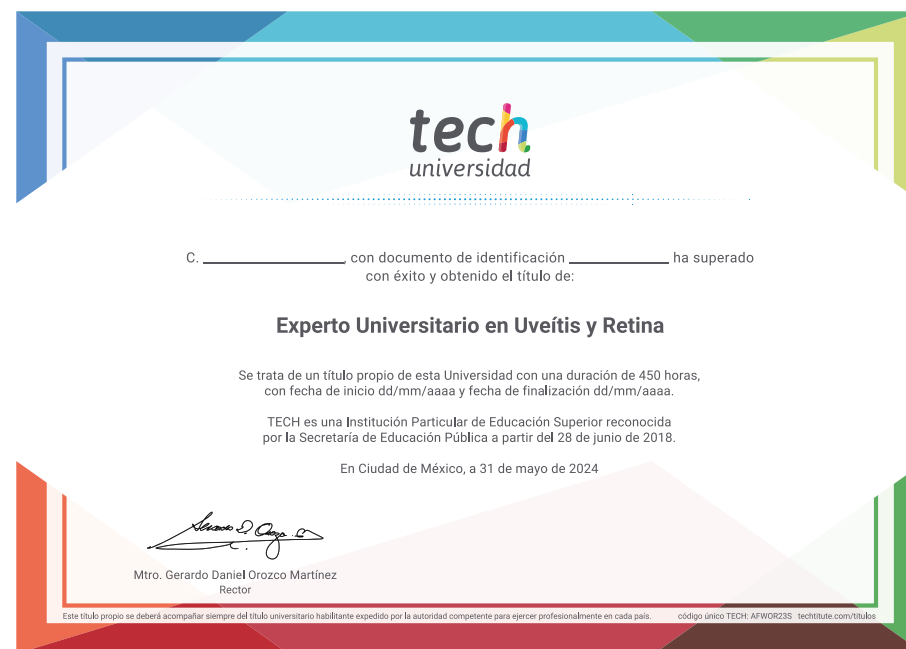 tech
universidad
C. ____________________, con documento de identificación ______________ ha superado
con éxito y obtenido el título de:
Experto Universitario en Uveítis y Retina
Se trata de un título propio de esta Universidad con una duración de 450 horas,
con fecha de inicio dd/mm/aaaa y fecha de finalización dd/mm/aaaa.
TECH es una Institución Particular de Educación Superior reconocida
por la Secretaría de Educación Pública a partir del 28 de junio de 2018.
En Ciudad de México, a 31 de mayo de 2024
Mtro. Gerardo Daniel Orozco Martínez
Rector
Este título propio se deberá acompañar siempre del título universitario habilitante expedido por la autoridad competente para ejercer profesionalmente en cada país. código único TECH: AFWOR23S techtitute.com/titulos